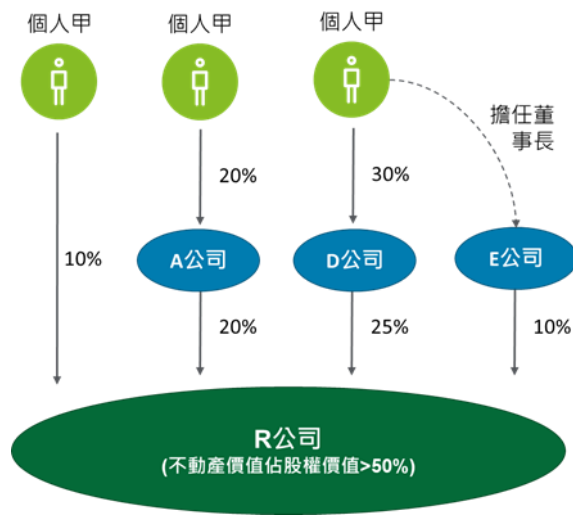 個人甲
個人甲
個人甲
擔任董
事長
20%
30%
10%
A公司
D公司
E公司
20%
25%
10%
R公司
(不動產價值佔股權價值>50%)